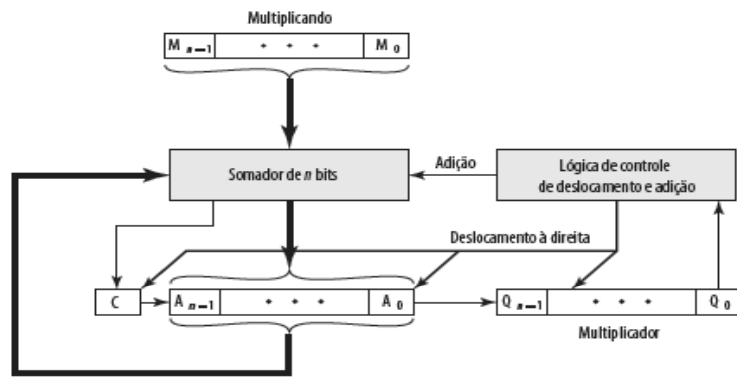 Multiplicando
M n–1 • • • M 0
Somador de n bits
Adição
Lógica de controle
de deslocamento e adição
Deslocamento à direita
C
A n–1 • • • A 0
Q n–1 • • • Q 0
Multiplicador